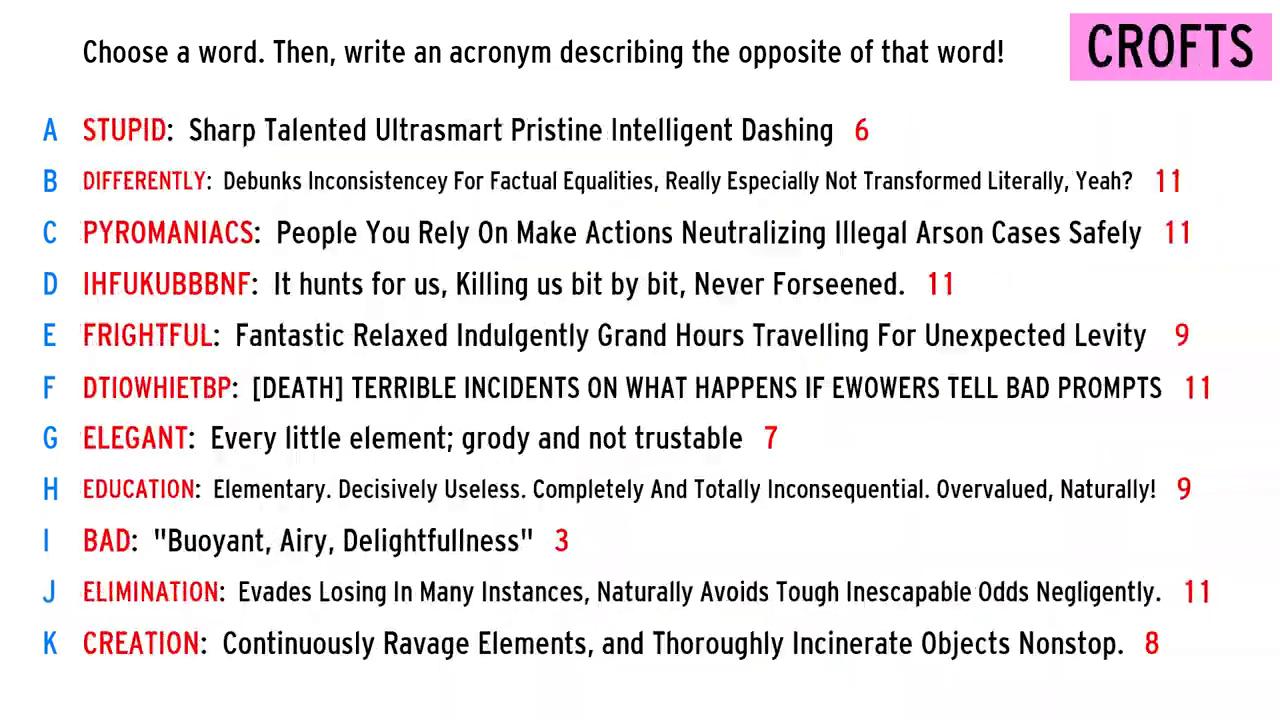 Choose a word. Then, write an acronym describing the opposite of that word!
CROFTS
A STUPID: Sharp Talented Ultrasmart Pristine Intelligent Dashing 6
B DIFFERENTLY: Debunks Inconsistencey For Factual Equalities, Really Especially Not Transformed Literally, Yeah? 11
C PYROMANIACS: People You Rely On Make Actions Neutralizing Illegal Arson Cases Safely 11
D IHFUKUBBBNF: It hunts for us, Killing us bit by bit, Never Forseened. 11
E FRIGHTFUL: Fantastic Relaxed Indulgently Grand Hours Travelling For Unexpected Levity 9
F DTIOWHIETBP: [DEATH] TERRIBLE INCIDENTS ON WHAT HAPPENS IF EWOWERS TELL BAD PROMPTS 11
G ELEGANT: Every little element; grody and not trustable 7
H EDUCATION: Elementary. Decisively Useless. Completely And Totally Inconsequential. Overvalued, Naturally! 9
I BAD: "Buoyant, Airy, Delightfullness" 3
J ELIMINATION: Evades Losing In Many Instances, Naturally Avoids Tough Inescapable Odds Negligently. 11
K CREATION: Continuously Ravage Elements, and Thoroughly Incinerate Objects Nonstop. 8